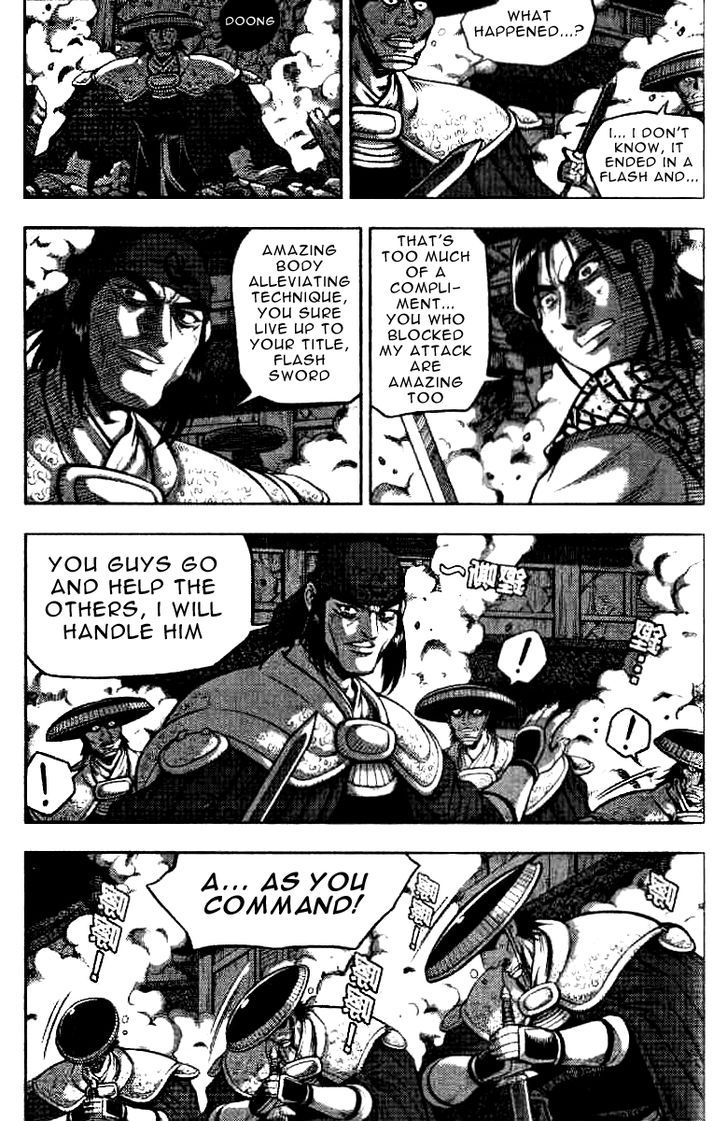 DOONG
WHAT
HAPPENED...?
I... I DON'T
KNOW, IT
ENDED IN A
FLASH AND...
AMAZING
BODY
ALLEVIATING
TECHNIQUE,
YOU SURE
LIVE UP TO
YOUR TITLE,
FLASH
SWORD
THAT'S
TOO MUCH
OF A
COMPLI-
MENT...
YOU WHO
BLOCKED
MY ATTACK
ARE
AMAZING
TOO
YOU GUYS GO
AND HELP THE
OTHERS, I WILL
HANDLE HIM
!
!
!
A... AS YOU
COMMAND!